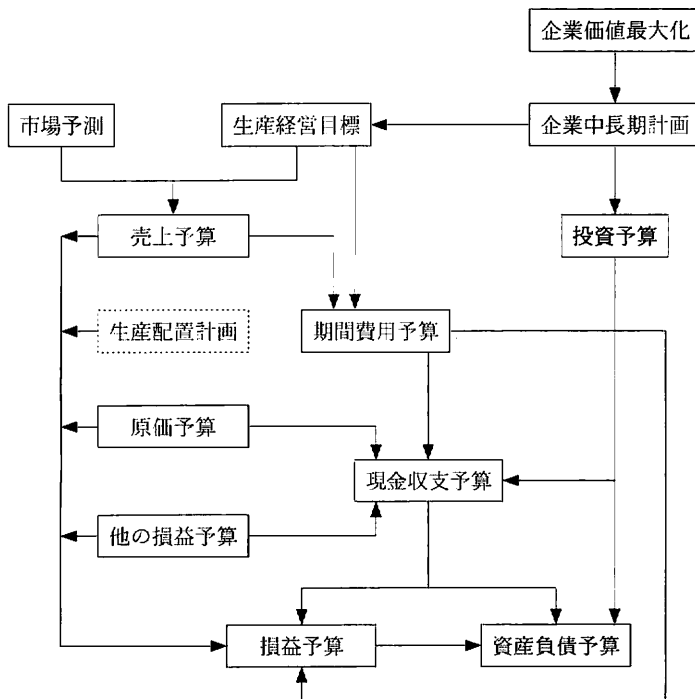 企業価値最大化
市場予測
生産経営目標
企業中長期計画
売上予算
投資予算
生産配置計画
期間費用予算
原価予算
現金収支予算
他の損益予算
損益予算
資産負債予算